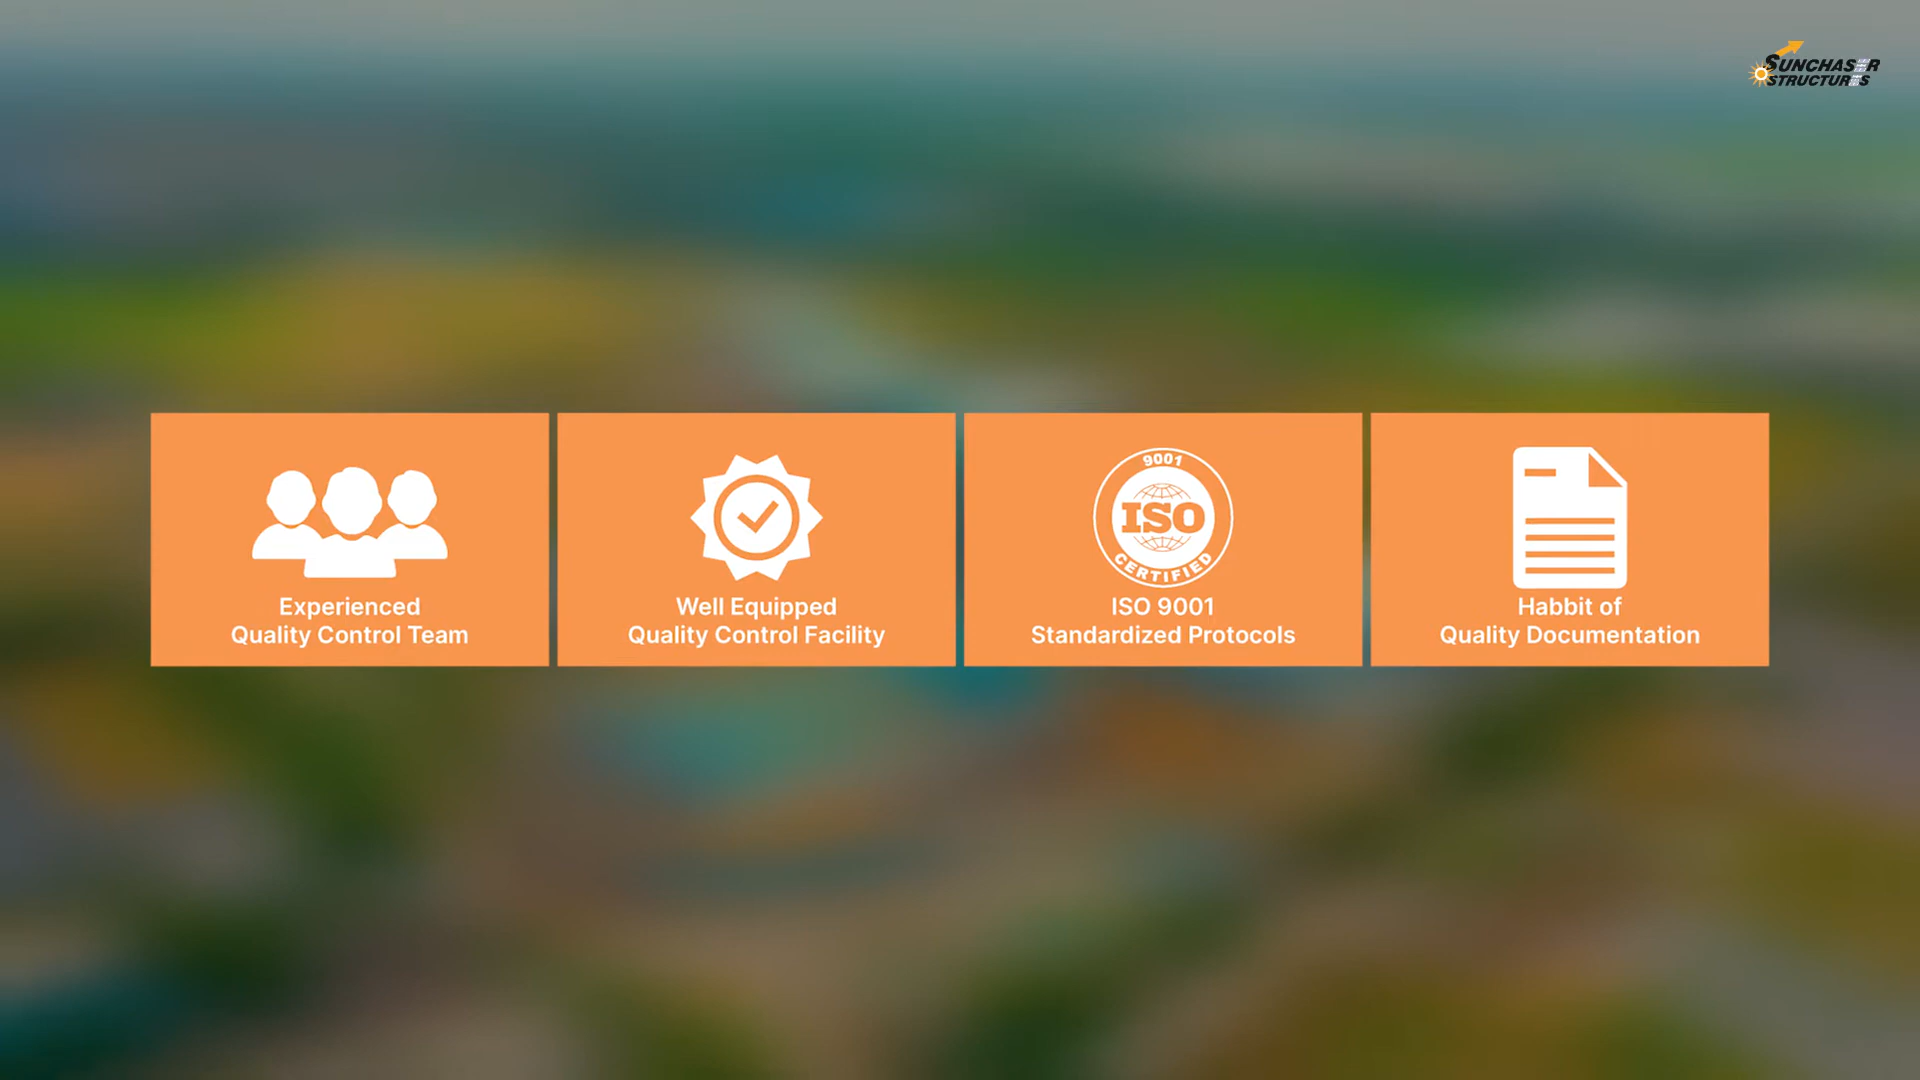 SUNCHASER
STRUCTURES
Experienced
Quality Control Team
Well Equipped
Quality Control Facility
9001
ISO
CERTIFIED
ISO 9001
Standardized Protocols
Habbit of
Quality Documentation